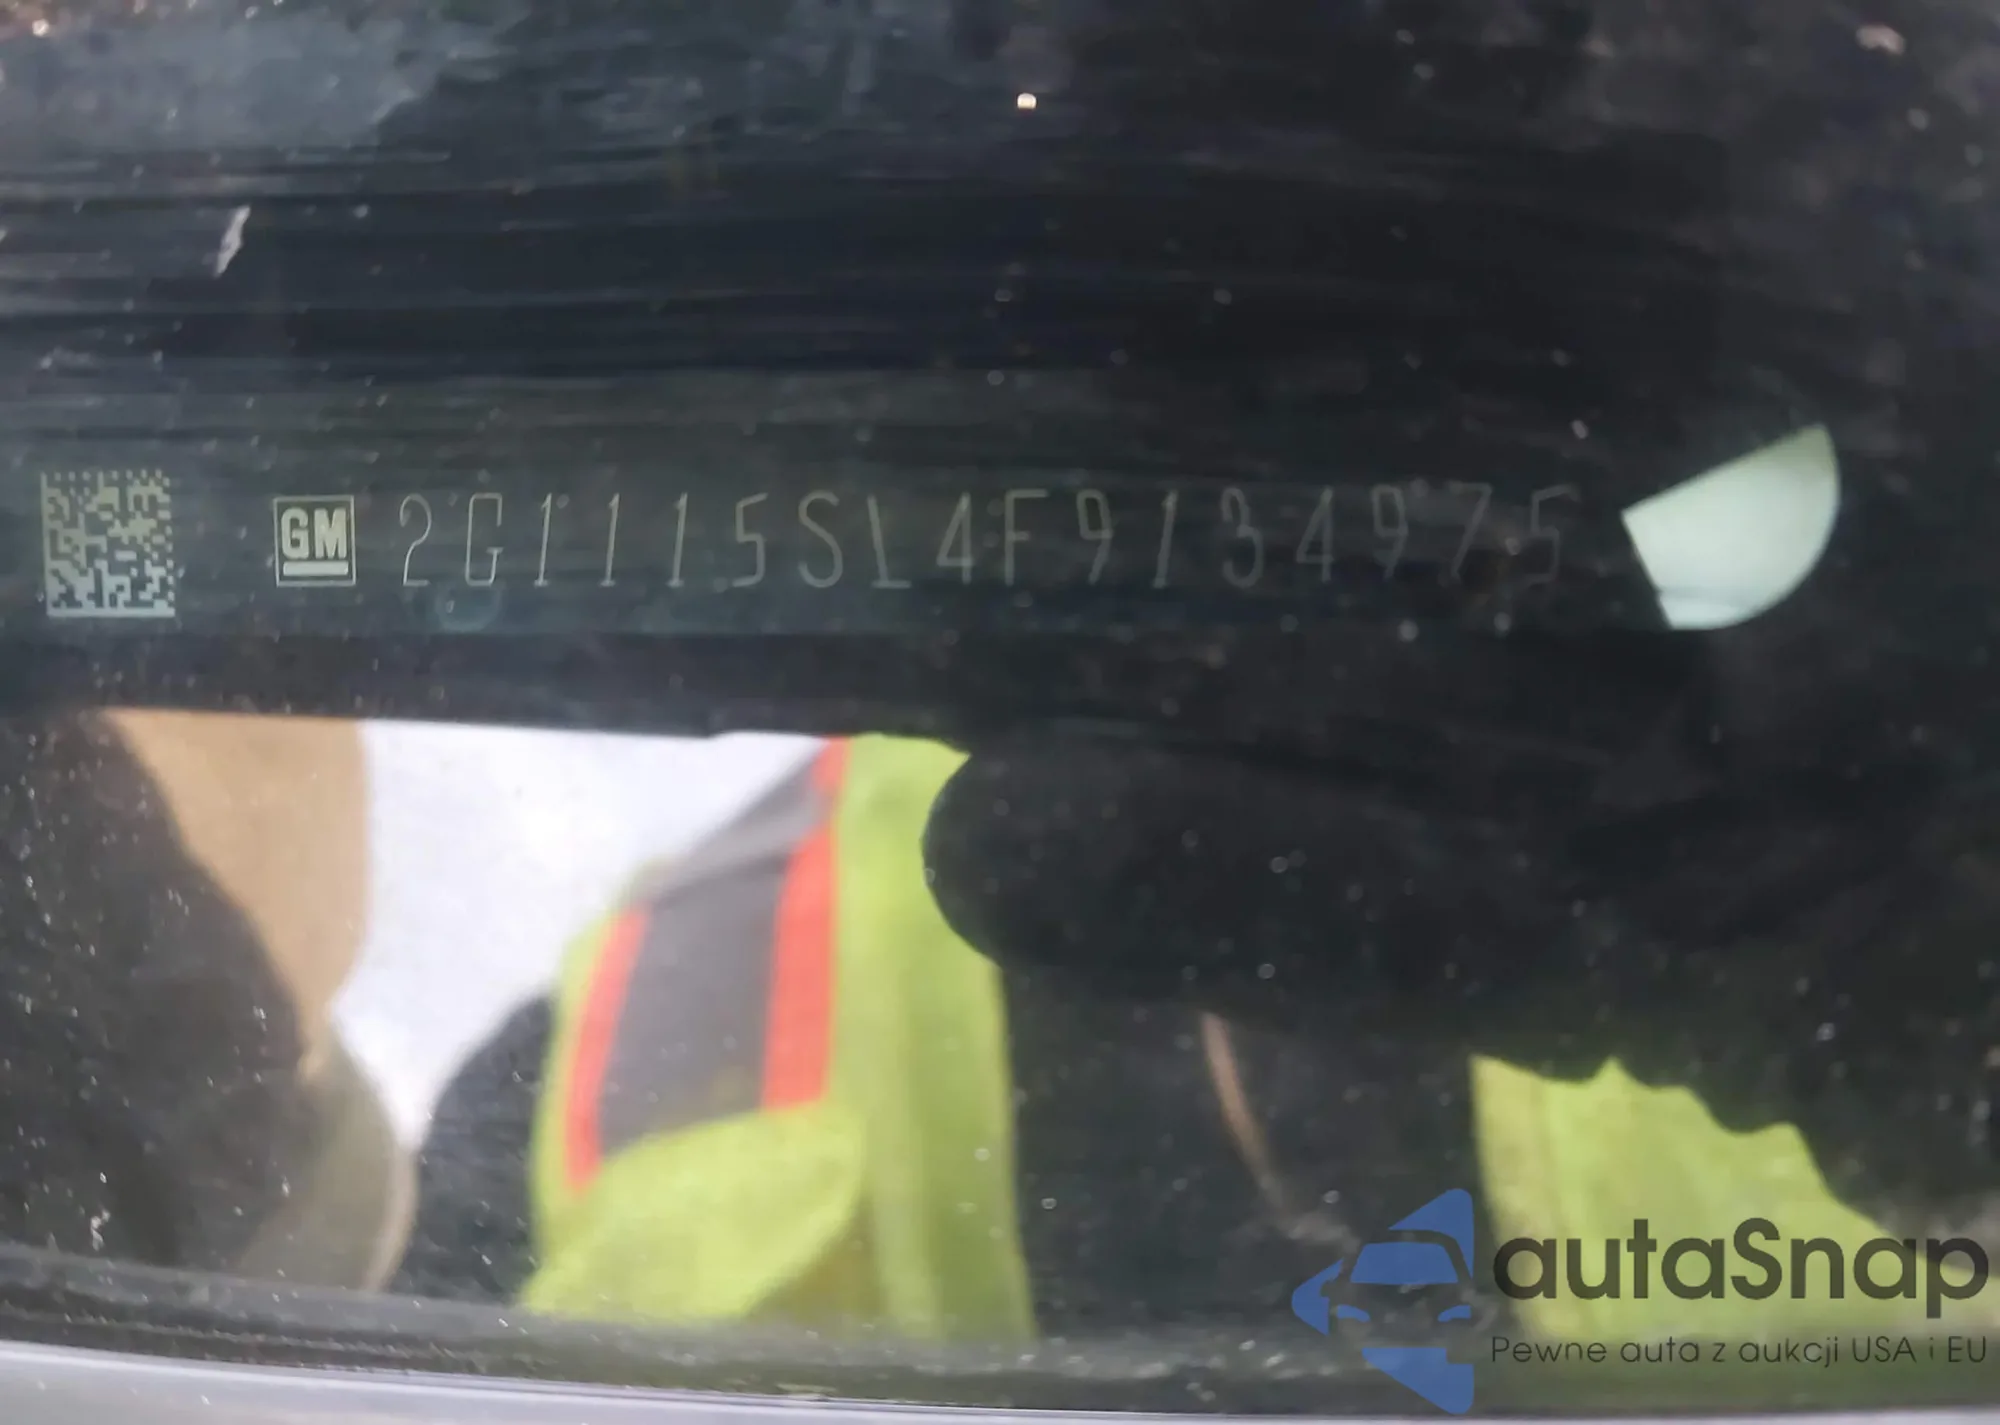 GM 2G1115SL4F9134975
autaSnap
Pewne auta z aukcji USA i EU